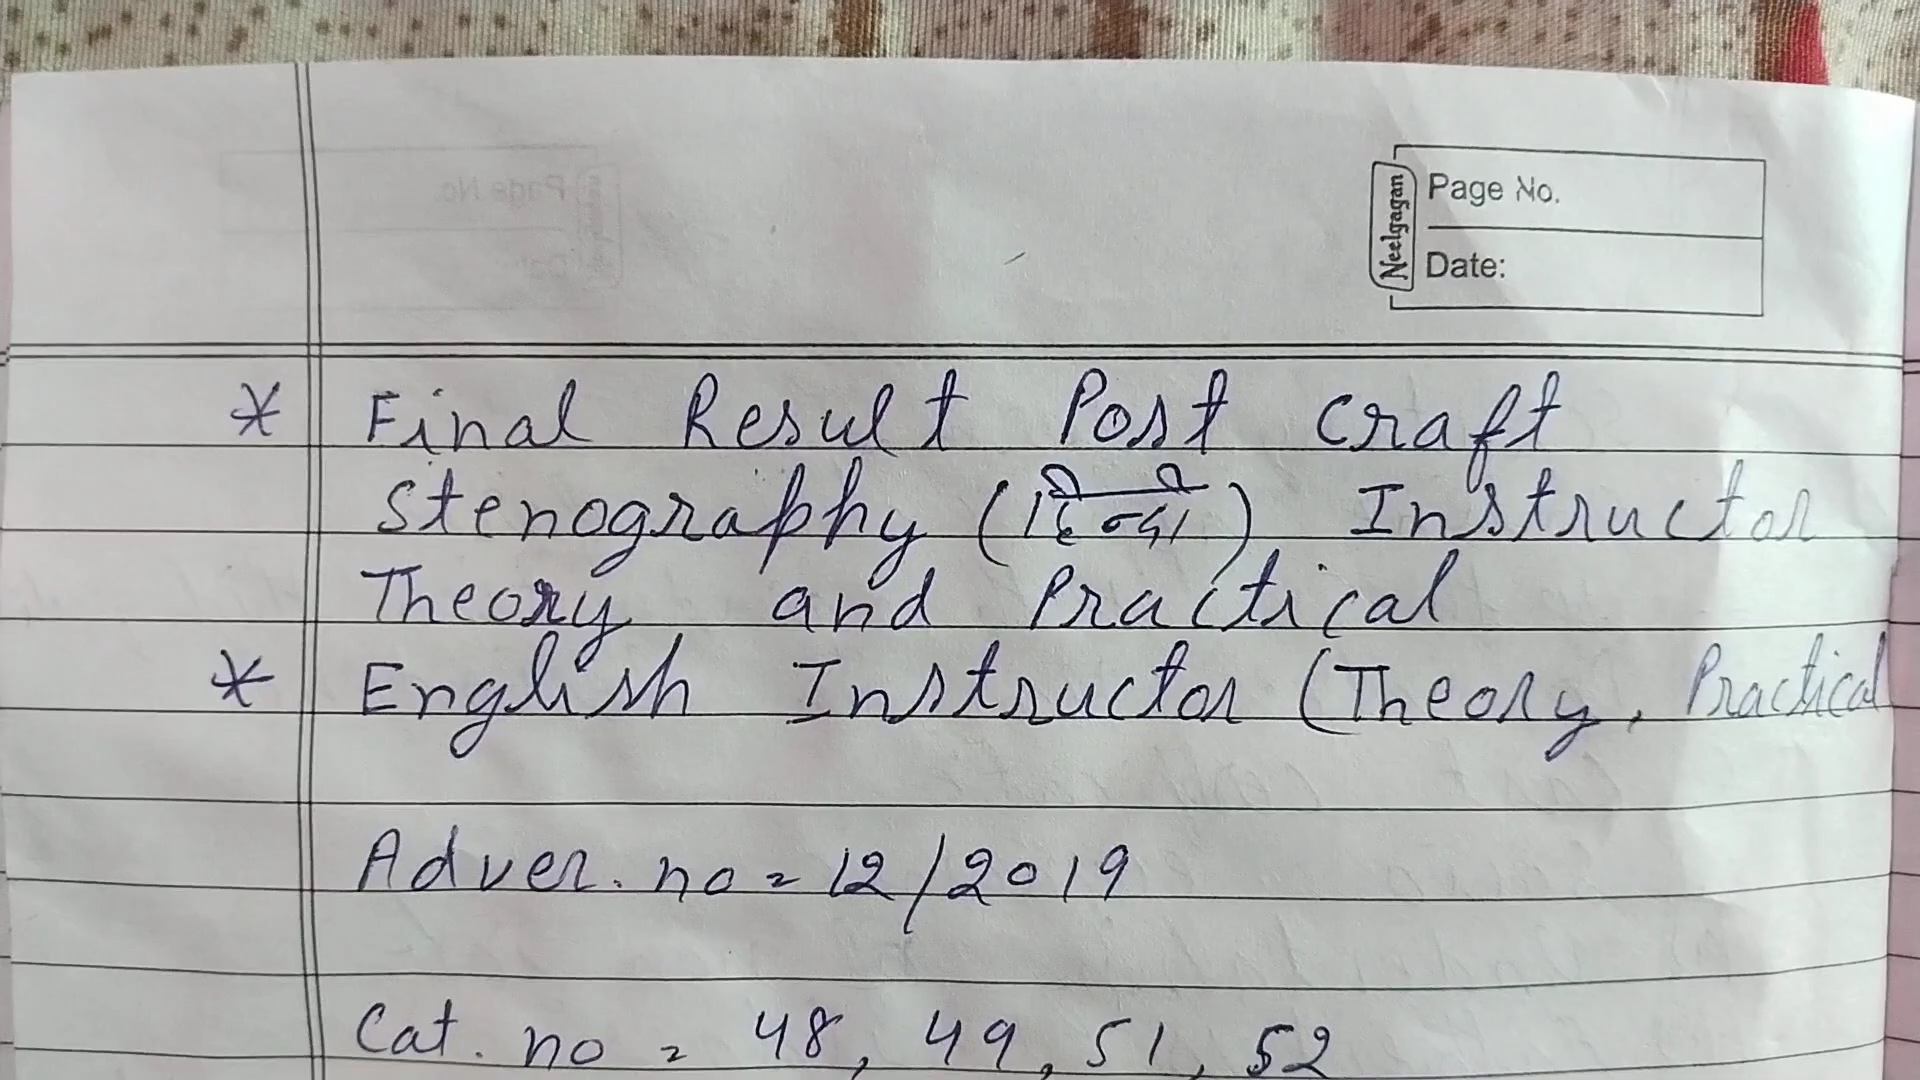 Neelgagan
Page No.
Date:
* Final Result Post craft
Stenography (हिन्दी) Instructor
Theory and Practical
* English Instructor (Theory, Practical
Adver. no = 12/2019
Cat. no = 48, 49, 51, 52